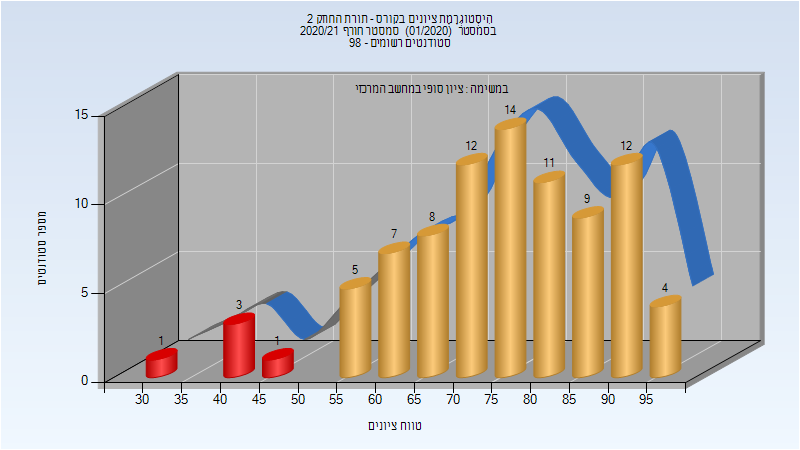 היסטוגרמת ציונים בקורס - תורת החתק 2
בסמסטר (01/2020) סמסטר חורף 2020/21
סטודנטים רשומים - 98
במשימה : ציון סופי במחשב המרכזי
מספר סטודנטים
15
10
5
0
1
3
1
5
7
8
12
14
11
9
12
4
30 35 40 45 50 55 60 65 70 75 80 85 90 95
טווח ציונים